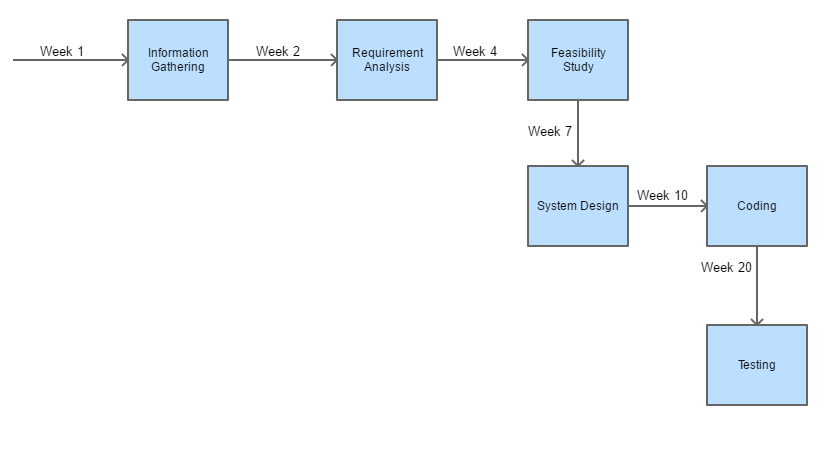 Week 1
Information
Gathering
Week 2
Requirement
Analysis
Week 4
Feasibility
Study
Week 7
System Design
Week 10
Coding
Week 20
Testing